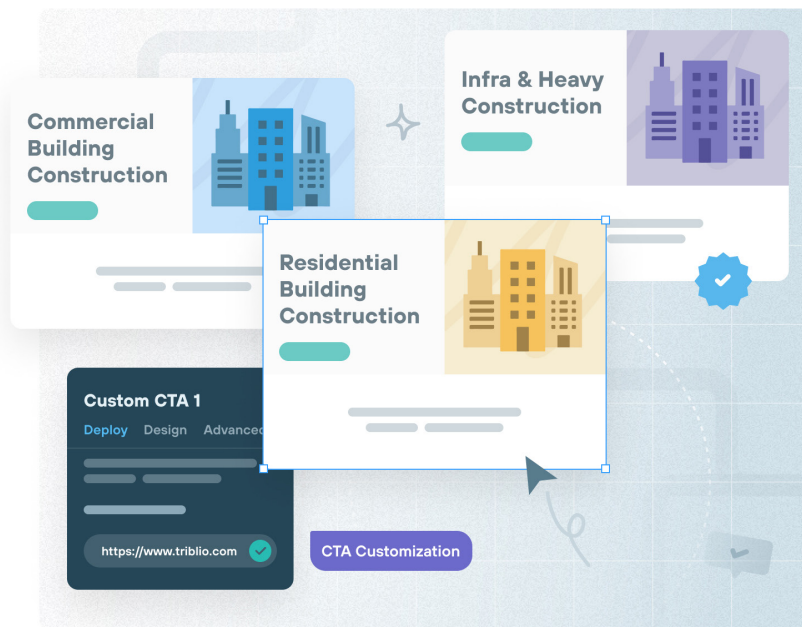 Infra & Heavy
Construction
Commercial
Building
Construction
Residential
Building
Construction
Custom CTA 1
Deploy Design Advanced
https://www.triblio.com
CTA Customization